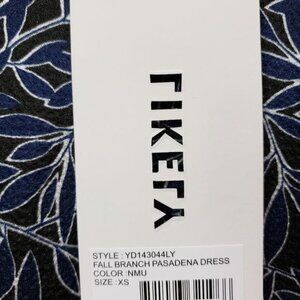 LIKELY
STYLE : YD143044LY
FALL BRANCH PASADENA DRESS
COLOR :NMU
SIZE : XS